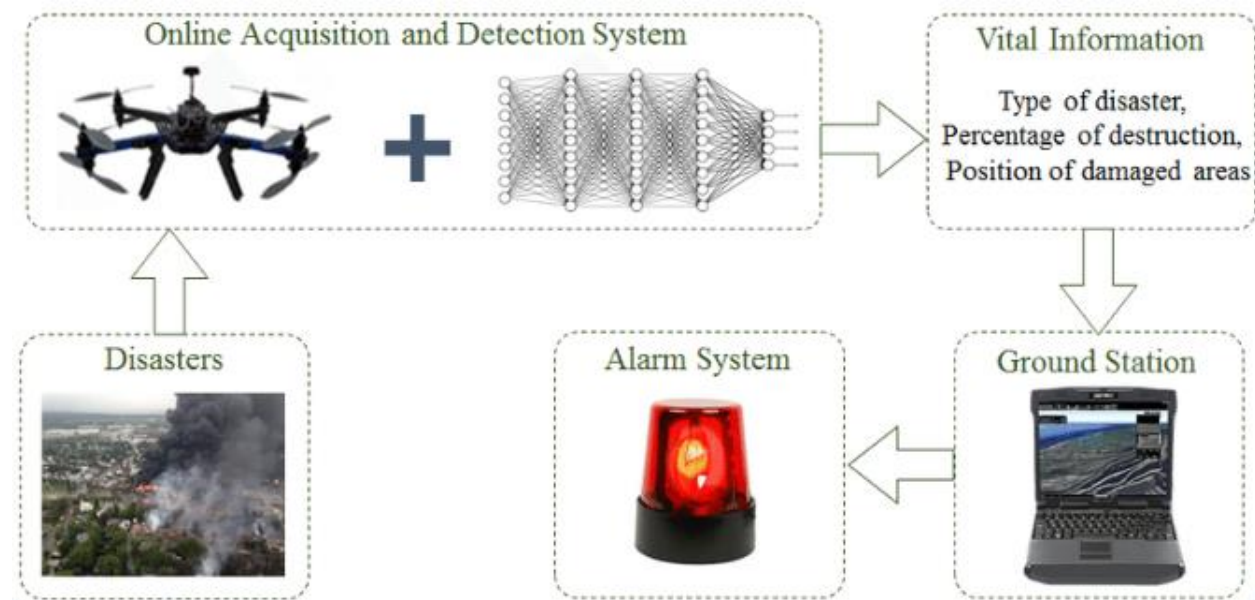 Online Acquisition and Detection System
Vital Information
Type of disaster,
Percentage of destruction,
Position of damaged areas
Disasters
Alarm System
Ground Station